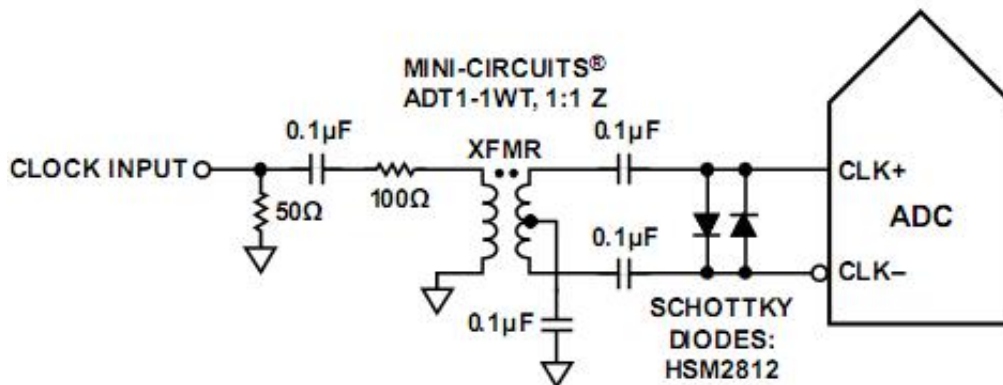 MINI-CIRCUITS®
ADT1-1WT, 1:1 Z
0.1µF
XFMR
0.1µF
CLOCK INPUT
CLK+
50Ω
100Ω
ADC
0.1µF
CLK–
0.1µF
SCHOTTKY
DIODES:
HSM2812